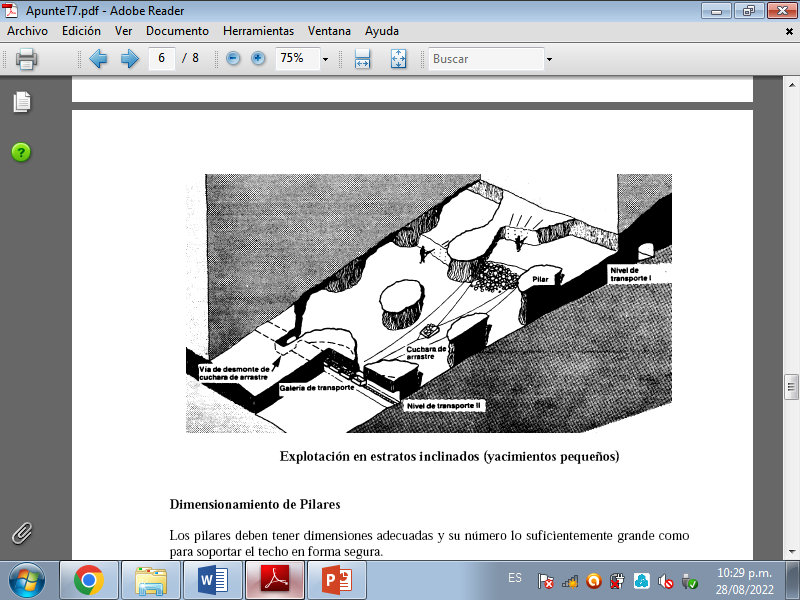 ApunteT7.pdf - Adobe Reader
Archivo Edición Ver Documento Herramientas Ventana Ayuda
6 / 8 75% Buscar
Pilar
Nivel de
transporte I
Cuchara de
arrastre
Vía de desmonte de
cuchara de arrastre
Galería de transporte
Nivel de transporte II
Explotación en estratos inclinados (yacimientos pequeños)
Dimensionamiento de Pilares
Los pilares deben tener dimensiones adecuadas y su número lo suficientemente grande como
para soportar el techo en forma segura.
ES
10:29 p.m.
28/08/2022